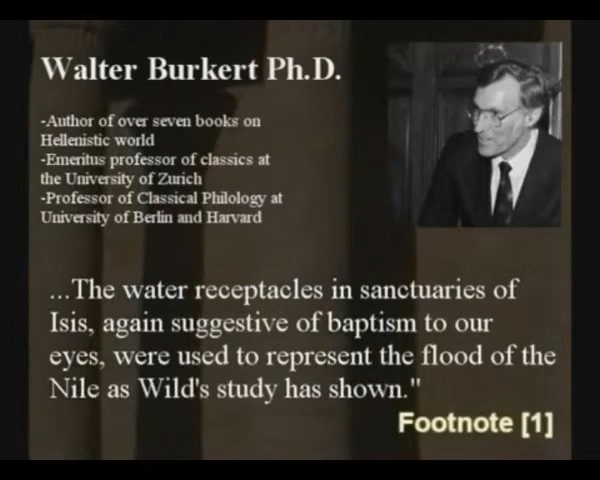 Walter Burkert Ph.D.
-Author of over seven books on
Hellenistic world
-Emeritus professor of classics at
the University of Zurich
-Professor of Classical Philology at
University of Berlin and Harvard
...The water receptacles in sanctuaries of
Isis, again suggestive of baptism to our
eyes, were used to represent the flood of the
Nile as Wild's study has shown."
Footnote [1]